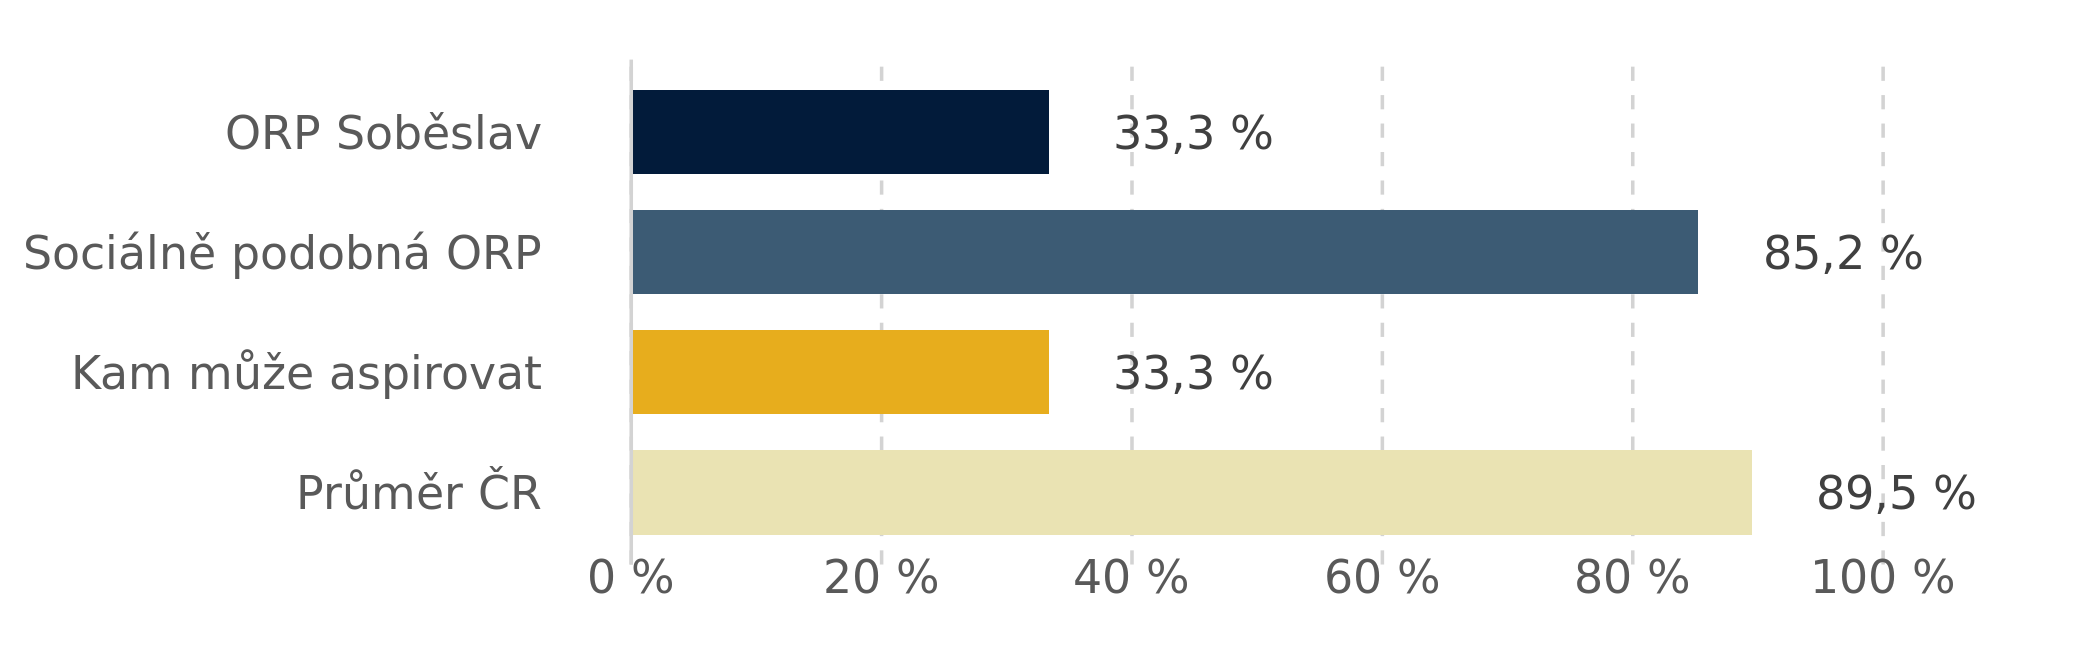 ORP Soběslav
33,3 %
Sociálně podobná ORP
85,2 %
Kam může aspirovat
33,3 %
Průměr ČR
89,5 %
0 % 20 % 40 % 60 % 80 % 100 %